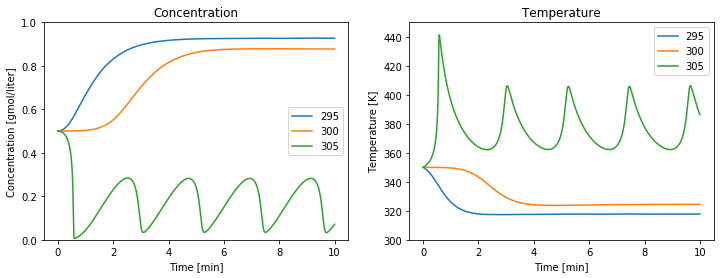 Concentration
Concentration [gmol/liter]
1.0
0.8
0.6
0.4
0.2
0.0
0 2 4 6 8 10
Time [min]
295
300
305
Temperature
Temperature [K]
440
420
400
380
360
340
320
300
0 2 4 6 8 10
Time [min]
295
300
305